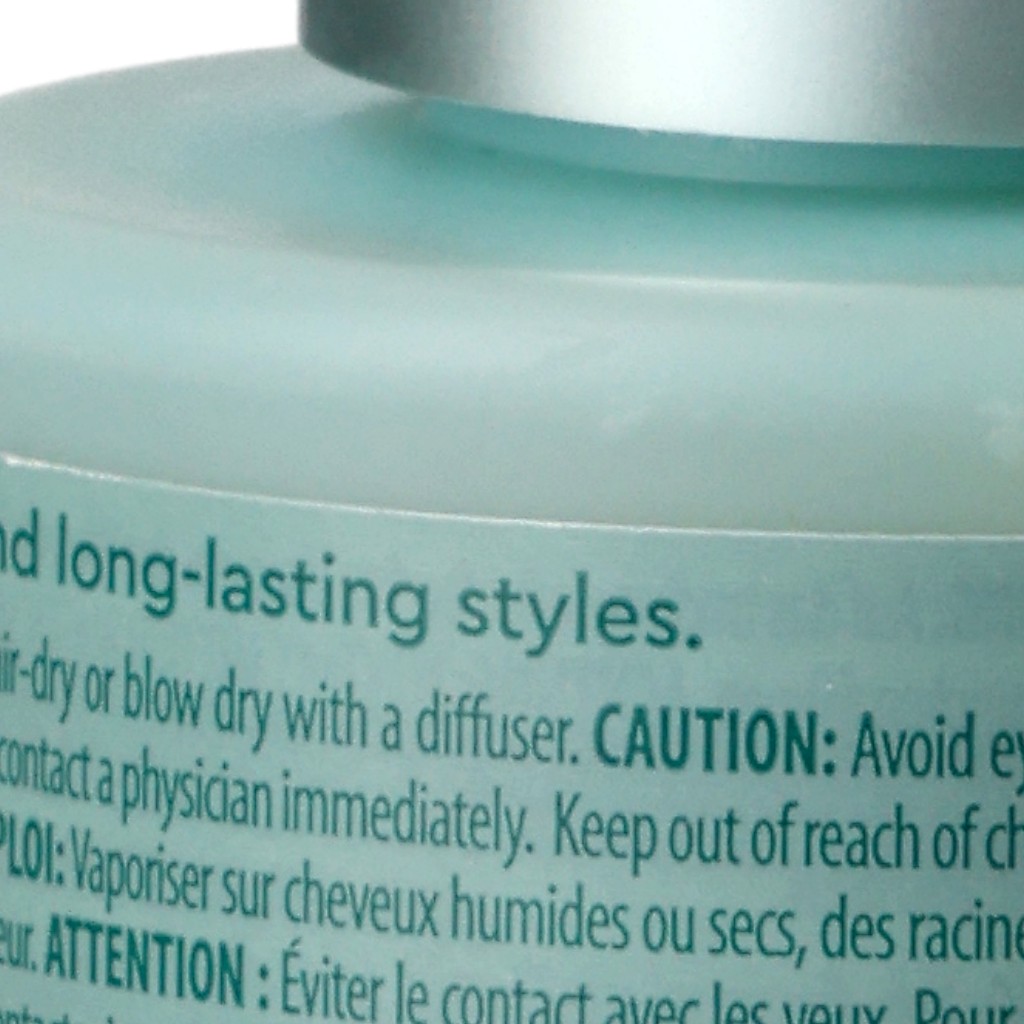 nd long-lasting styles.
ir-dry or blow dry with a diffuser. CAUTION: Avoid ey
contact a physician immediately. Keep out of reach of ch
PLOI: Vaporiser sur cheveux humides ou secs, des racine
eur. ATTENTION : Éviter le contact avec les yeux. Pour